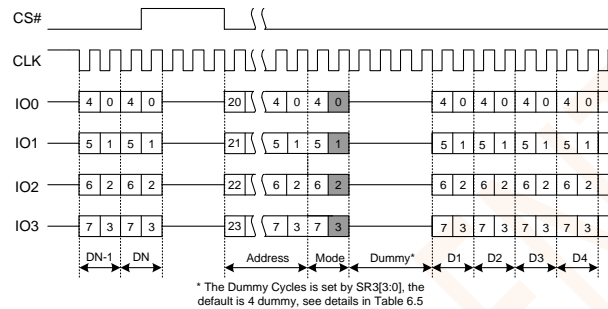 CS#
CLK
IO0 4 0 4 0 20 4 0 4 0 4 0 4 0 4 0 4 0
IO1 5 1 5 1 21 5 1 5 1 5 1 5 1 5 1 5 1
IO2 6 2 6 2 22 6 2 6 2 6 2 6 2 6 2 6 2
IO3 7 3 7 3 23 7 3 7 3 7 3 7 3 7 3 7 3
DN-1 DN Address Mode Dummy* D1 D2 D3 D4
* The Dummy Cycles is set by SR3[3:0], the
default is 4 dummy, see details in Table 6.5